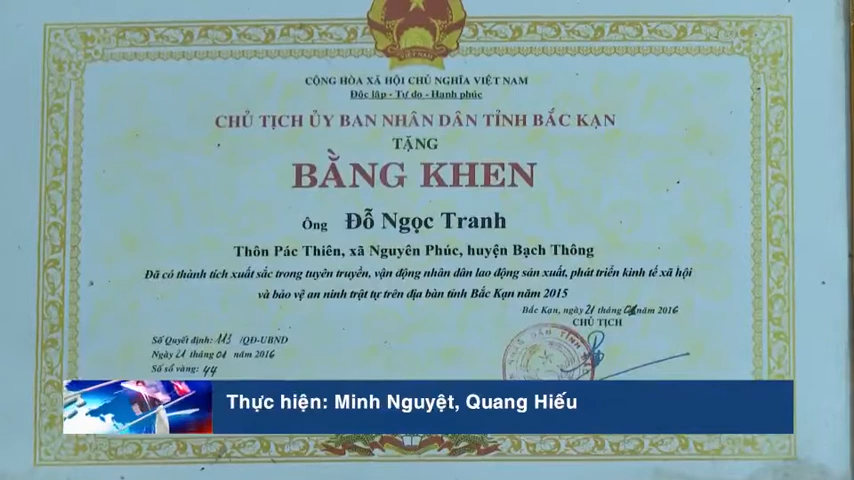 VIỆT NAM
CỘNG HÒA XÃ HỘI CHỦ NGHĨA VIỆT NAM
Độc lập - Tự do - Hạnh phúc
CHỦ TỊCH ỦY BAN NHÂN DÂN TỈNH BẮC KẠN
TẶNG
BẰNG KHEN
Ông Đỗ Ngọc Tranh
Thôn Pác Thiên, xã Nguyên Phúc, huyện Bạch Thông
Đã có thành tích xuất sắc trong tuyên truyền, vận động nhân dân lao động sản xuất, phát triển kinh tế xã hội
và bảo vệ an ninh trật tự trên địa bàn tỉnh Bắc Kạn năm 2015
Bắc Kạn, ngày 21 tháng 01 năm 2016
CHỦ TỊCH
Số Quyết định: 113 /QĐ-UBND
Ngày 21 tháng 01 năm 2016
Số sổ vàng: 44
Thực hiện: Minh Nguyệt, Quang Hiếu